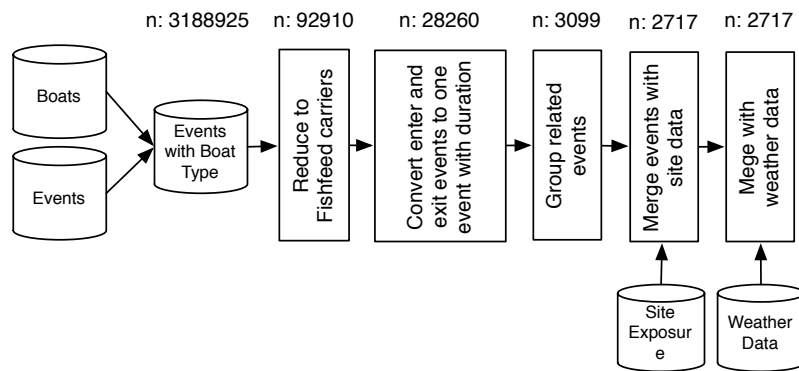 n: 3188925
n: 92910
n: 28260
n: 3099
n: 2717
n: 2717
Boats
Events
Events
with Boat
Type
Reduce to
Fishfeed carriers
Convert enter and
exit events to one
event with duration
Group related
events
Merge events with
site data
Mege with
weather data
Site
Exposur
e
Weather
Data